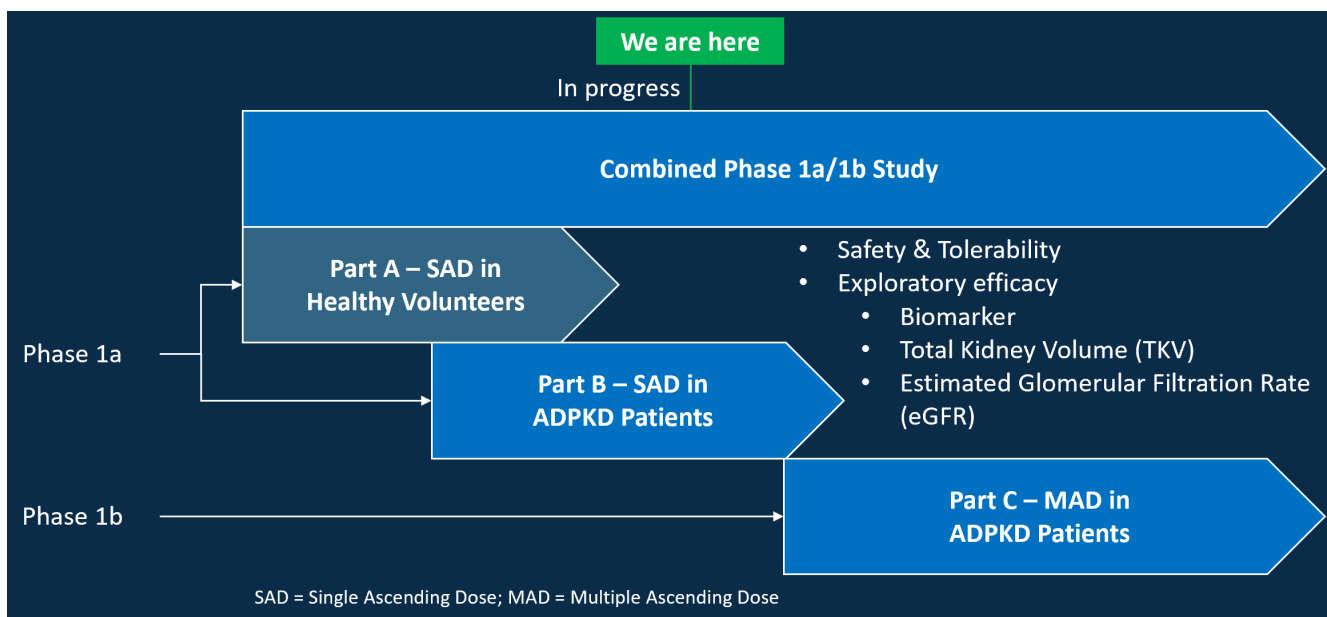 We are here
In progress
Combined Phase 1a/1b Study
Part A – SAD in
Healthy Volunteers
• Safety & Tolerability
• Exploratory efficacy
• Biomarker
• Total Kidney Volume (TKV)
• Estimated Glomerular Filtration Rate
(eGFR)
Phase 1a
Part B – SAD in
ADPKD Patients
Phase 1b
Part C – MAD in
ADPKD Patients
SAD = Single Ascending Dose; MAD = Multiple Ascending Dose